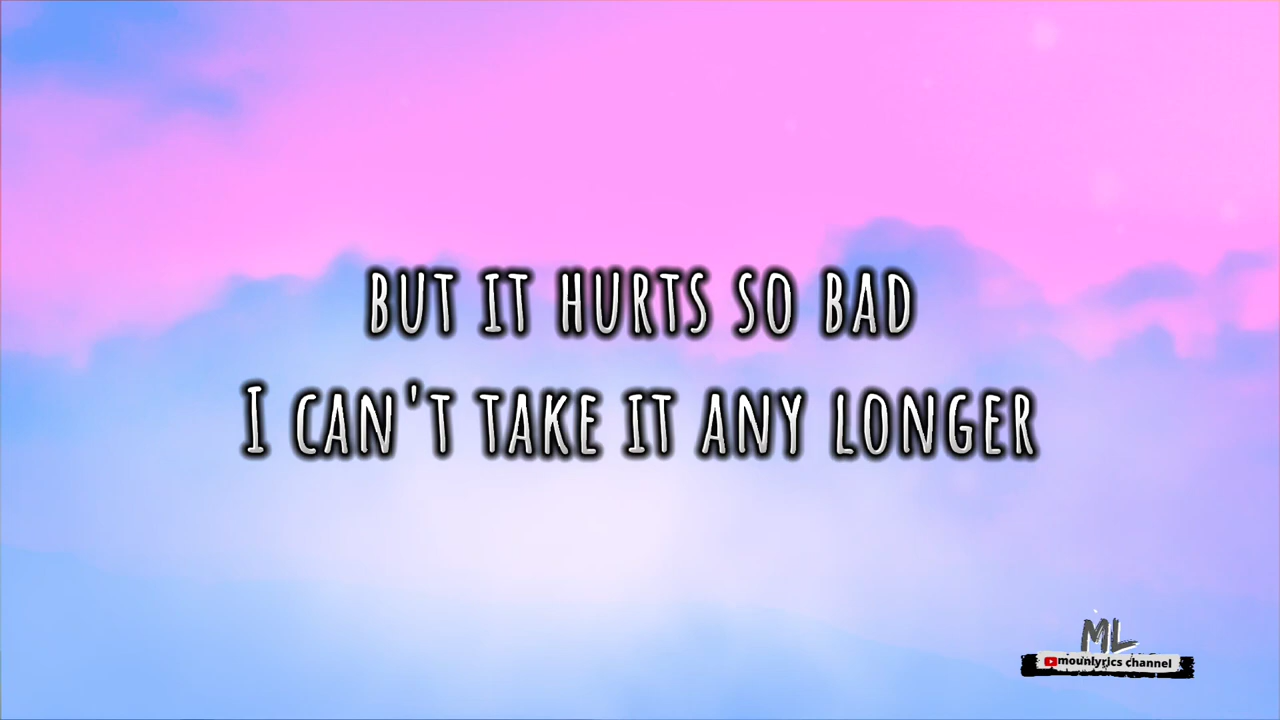 BUT IT HURTS SO BAD
I CAN'T TAKE IT ANY LONGER
ML
mounlyrics channel